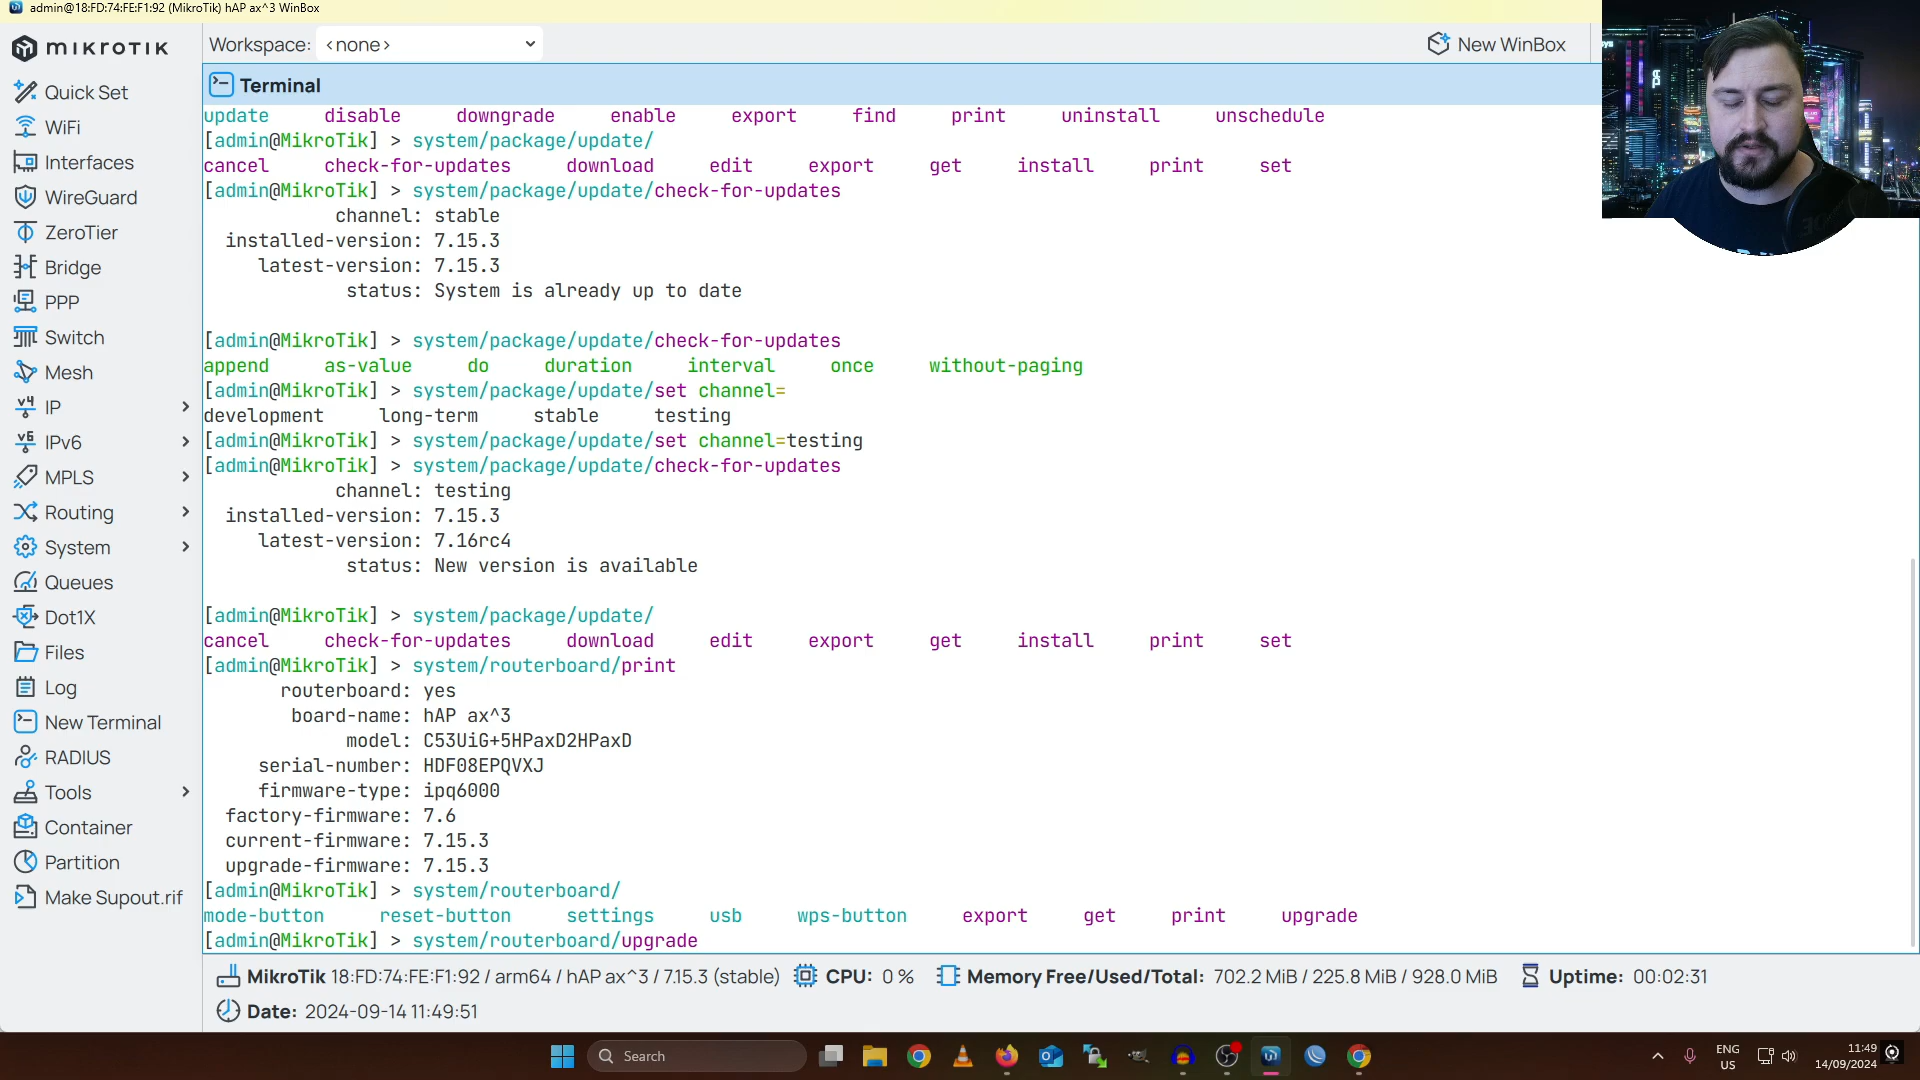 admin@18:FD:74:FE:F1:92 (MikroTik) hAP ax^3 WinBox
mikrotik
Workspace: <none>
New WinBox
Terminal
Quick Set
WiFi
Interfaces
WireGuard
ZeroTier
Bridge
PPP
Switch
Mesh
IP
IPv6
MPLS
Routing
System
Queues
Dot1X
Files
Log
New Terminal
RADIUS
Tools
Container
Partition
Make Supout.rif
update disable downgrade enable export find print uninstall unschedule
[admin@MikroTik] > system/package/update/
cancel check-for-updates download edit export get install print set
[admin@MikroTik] > system/package/update/check-for-updates
channel: stable
installed-version: 7.15.3
latest-version: 7.15.3
status: System is already up to date
[admin@MikroTik] > system/package/update/check-for-updates
append as-value do duration interval once without-paging
[admin@MikroTik] > system/package/update/set channel=
development long-term stable testing
[admin@MikroTik] > system/package/update/set channel=testing
[admin@MikroTik] > system/package/update/check-for-updates
channel: testing
installed-version: 7.15.3
latest-version: 7.16rc4
status: New version is available
[admin@MikroTik] > system/package/update/
cancel check-for-updates download edit export get install print set
[admin@MikroTik] > system/routerboard/print
routerboard: yes
board-name: hAP ax^3
model: C53UiG+5HPaxD2HPaxD
serial-number: HDF08EPQVXJ
firmware-type: ipq6000
factory-firmware: 7.6
current-firmware: 7.15.3
upgrade-firmware: 7.15.3
[admin@MikroTik] > system/routerboard/
mode-button reset-button settings usb wps-button export get print upgrade
[admin@MikroTik] > system/routerboard/upgrade
MikroTik 18:FD:74:FE:F1:92 / arm64 / hAP ax^3 / 7.15.3 (stable) CPU: 0 % Memory Free/Used/Total: 702.2 MiB / 225.8 MiB / 928.0 MiB Uptime: 00:02:31
Date: 2024-09-14 11:49:51
Search
ENG
US
11:49
14/09/2024